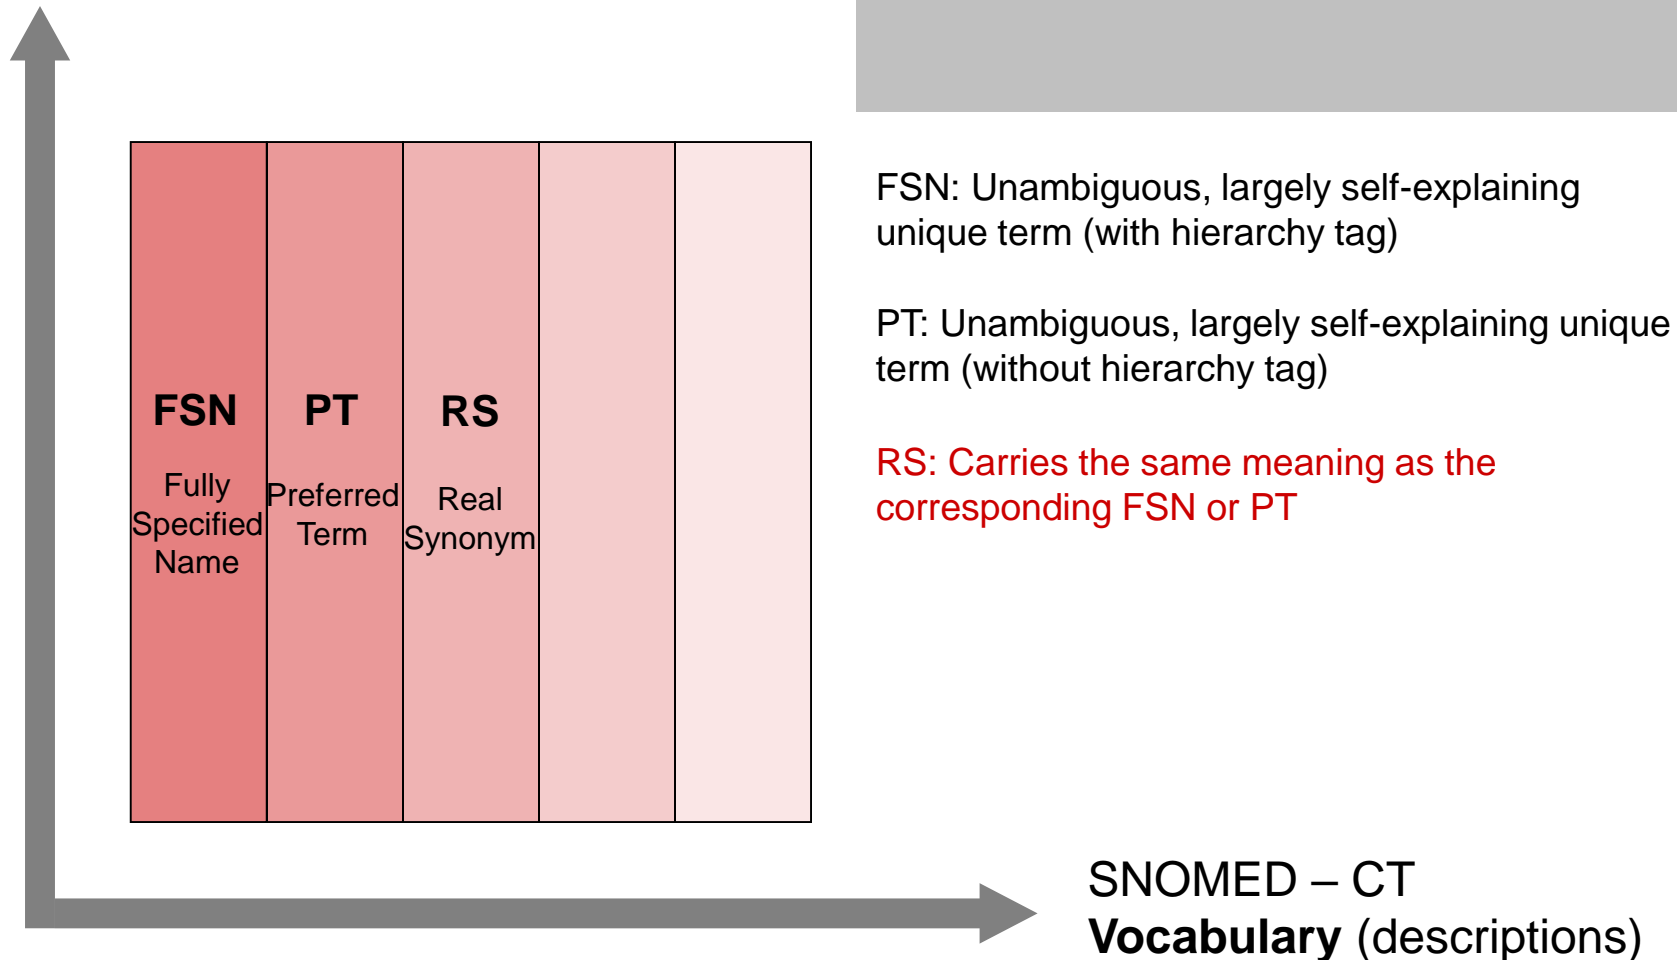 FSN
Fully
Specified
Name
PT
Preferred
Term
RS
Real
Synonym
FSN: Unambiguous, largely self-explaining
unique term (with hierarchy tag)
PT: Unambiguous, largely self-explaining unique
term (without hierarchy tag)
RS: Carries the same meaning as the
corresponding FSN or PT
SNOMED – CT
Vocabulary (descriptions)